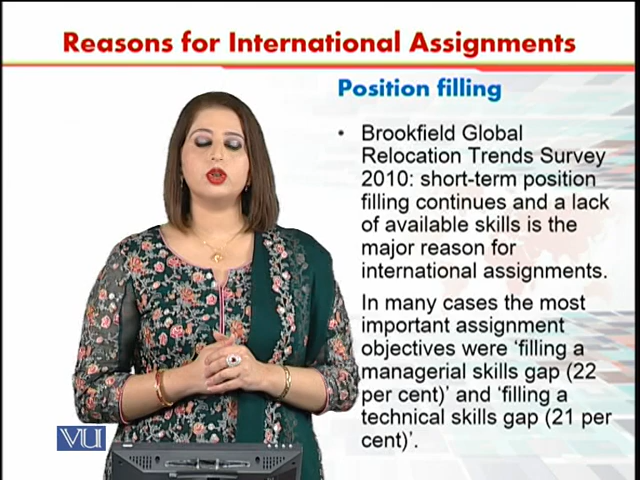 Reasons for International Assignments
Position filling
• Brookfield Global
Relocation Trends Survey
2010: short-term position
filling continues and a lack
of available skills is the
major reason for
international assignments.
In many cases the most
important assignment
objectives were ‘filling a
managerial skills gap (22
per cent)’ and ‘filling a
technical skills gap (21 per
cent)’.
VU